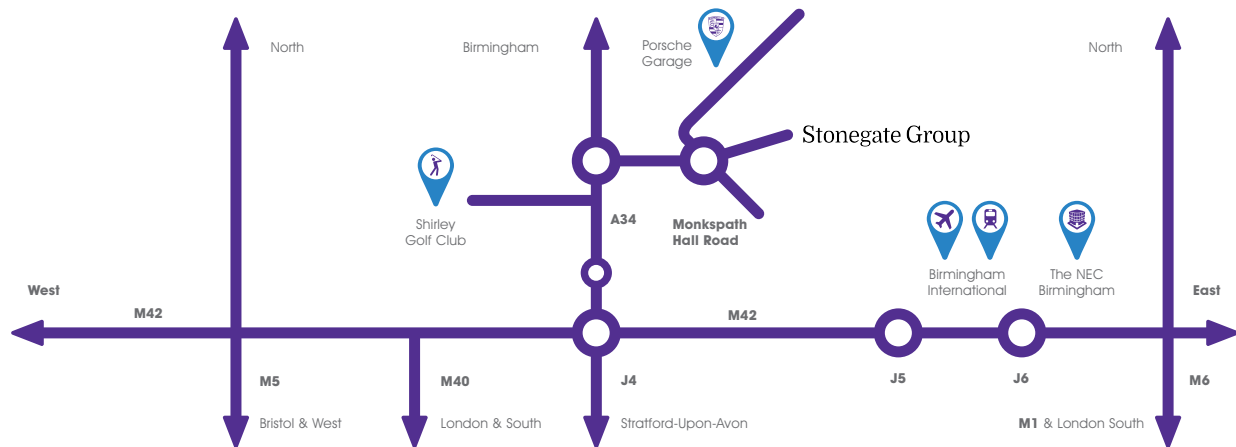 North
Birmingham
Porsche
Garage
North
Stonegate Group
Shirley
Golf Club
A34
Monkspath
Hall Road
Birmingham
International
The NEC
Birmingham
West
East
M42
M42
M5
M40
J4
J5
J6
M6
Bristol & West
London & South
Stratford-Upon-Avon
M1 & London South